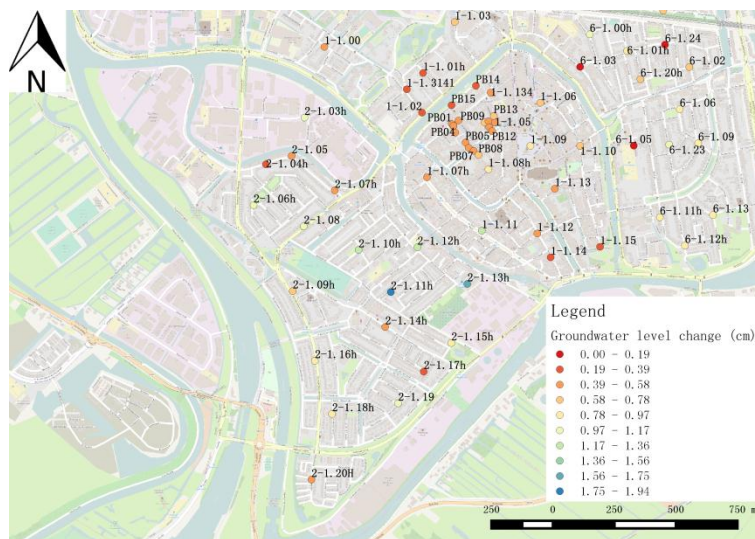 1-1.03
6-1.00h
6-1.24
1-1.00
6-1.01h
1-1.01h
6-1.03
6-1.02
1-1.3141
PB14
6-1.20h
1-1.134
PB15
1-1.06
2-1.03h
1-1.02
PB13
6-1.06
PB01
PB09
1-1.05
PB04
PB05
PB12
6-1.05
2-1.05
1-1.09
1-1.10
6-1.09
2-1.04h
PB07
PB08
6-1.23
1-1.07h
1-1.08h
2-1.07h
1-1.13
2-1.06h
6-1.11h
6-1.13
2-1.08
1-1.11
1-1.12
2-1.10h
2-1.12h
1-1.14
1-1.15
6-1.12h
2-1.09h
2-1.11h
2-1.13h
2-1.14h
2-1.15h
2-1.16h
2-1.17h
2-1.18h
2-1.19
2-1.20H
N
Legend
Groundwater level change (cm)
0.00 - 0.19
0.19 - 0.39
0.39 - 0.58
0.58 - 0.78
0.78 - 0.97
0.97 - 1.17
1.17 - 1.36
1.36 - 1.56
1.56 - 1.75
1.75 - 1.94
250 0 250 500 750 m